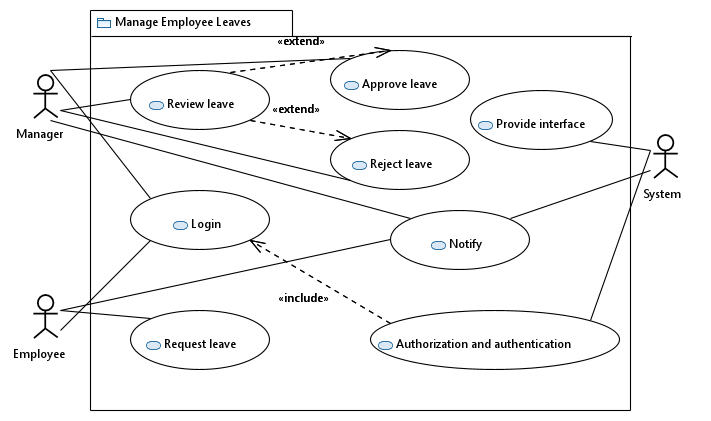 Manage Employee Leaves
«extend»
Approve leave
Review leave
«extend»
Provide interface
Manager
Reject leave
System
Login
Notify
«include»
Employee
Request leave
Authorization and authentication